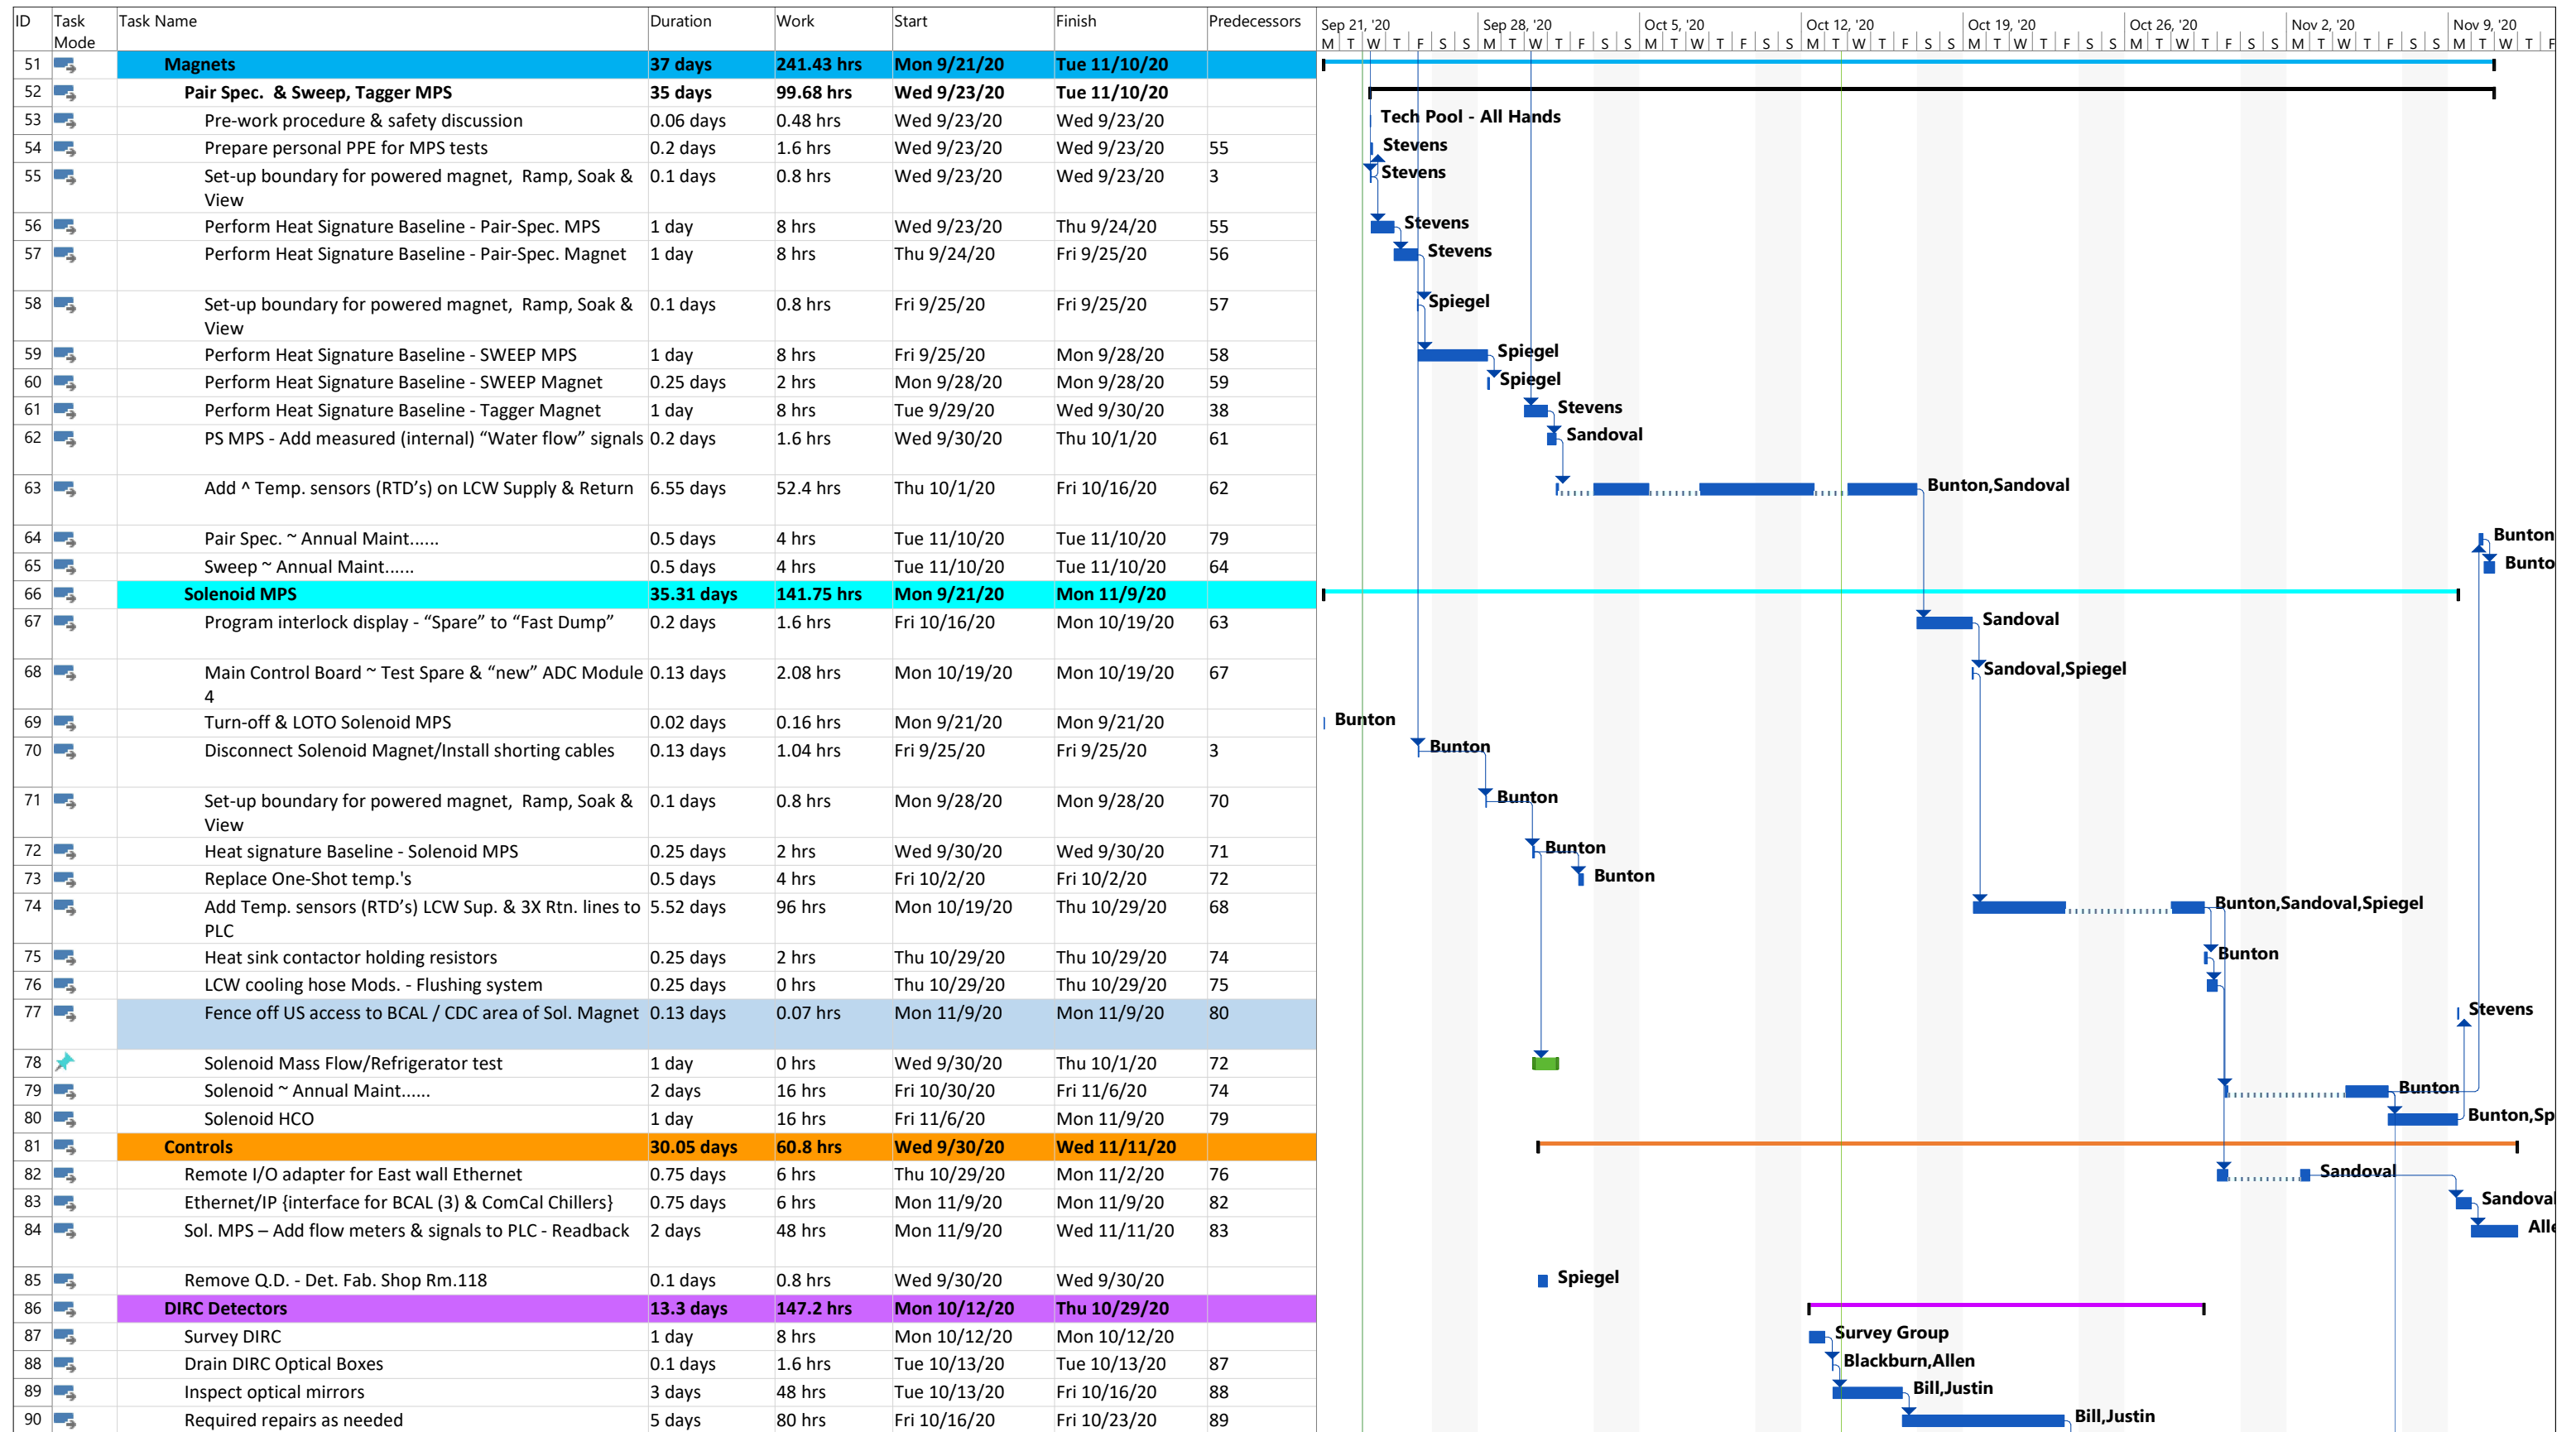 ID Task Mode Task Name Duration Work Start Finish Predecessors Sep 21, '20 Sep 28, '20 Oct 5, '20 Oct 12, '20 Oct 19, '20 Oct 26, '20 Nov 2, '20 Nov 9, '20
M T W T F S S M T W T F S S M T W T F S S M T W T F S S M T W T F S S M T W T F S S M T W T F S S M T W T F
51 Magnets 37 days 241.43 hrs Mon 9/21/20 Tue 11/10/20
52 Pair Spec. & Sweep, Tagger MPS 35 days 99.68 hrs Wed 9/23/20 Tue 11/10/20
53 Pre-work procedure & safety discussion 0.06 days 0.48 hrs Wed 9/23/20 Wed 9/23/20 Tech Pool - All Hands
54 Prepare personal PPE for MPS tests 0.2 days 1.6 hrs Wed 9/23/20 Wed 9/23/20 55 Stevens
55 Set-up boundary for powered magnet, Ramp, Soak & 0.1 days 0.8 hrs Wed 9/23/20 Wed 9/23/20 3 Stevens
View
56 Perform Heat Signature Baseline - Pair-Spec. MPS 1 day 8 hrs Wed 9/23/20 Thu 9/24/20 55 Stevens
57 Perform Heat Signature Baseline - Pair-Spec. Magnet 1 day 8 hrs Thu 9/24/20 Fri 9/25/20 56 Stevens
58 Set-up boundary for powered magnet, Ramp, Soak & 0.1 days 0.8 hrs Fri 9/25/20 Fri 9/25/20 57 Spiegel
View
59 Perform Heat Signature Baseline - SWEEP MPS 1 day 8 hrs Fri 9/25/20 Mon 9/28/20 58 Spiegel
60 Perform Heat Signature Baseline - SWEEP Magnet 0.25 days 2 hrs Mon 9/28/20 Mon 9/28/20 59 Spiegel
61 Perform Heat Signature Baseline - Tagger Magnet 1 day 8 hrs Tue 9/29/20 Wed 9/30/20 38 Stevens
62 PS MPS - Add measured (internal) “Water flow” signals 0.2 days 1.6 hrs Wed 9/30/20 Thu 10/1/20 61 Sandoval
63 Add ^ Temp. sensors (RTD’s) on LCW Supply & Return 6.55 days 52.4 hrs Thu 10/1/20 Fri 10/16/20 62 Bunton,Sandoval
64 Pair Spec. ~ Annual Maint...... 0.5 days 4 hrs Tue 11/10/20 Tue 11/10/20 79 Bunton
65 Sweep ~ Annual Maint...... 0.5 days 4 hrs Tue 11/10/20 Tue 11/10/20 64 Bunto
66 Solenoid MPS 35.31 days 141.75 hrs Mon 9/21/20 Mon 11/9/20
67 Program interlock display - “Spare” to “Fast Dump” 0.2 days 1.6 hrs Fri 10/16/20 Mon 10/19/20 63 Sandoval
68 Main Control Board ~ Test Spare & “new” ADC Module 0.13 days 2.08 hrs Mon 10/19/20 Mon 10/19/20 67 Sandoval,Spiegel
4
69 Turn-off & LOTO Solenoid MPS 0.02 days 0.16 hrs Mon 9/21/20 Mon 9/21/20 Bunton
70 Disconnect Solenoid Magnet/Install shorting cables 0.13 days 1.04 hrs Fri 9/25/20 Fri 9/25/20 3 Bunton
71 Set-up boundary for powered magnet, Ramp, Soak & 0.1 days 0.8 hrs Mon 9/28/20 Mon 9/28/20 70 Bunton
View
72 Heat signature Baseline - Solenoid MPS 0.25 days 2 hrs Wed 9/30/20 Wed 9/30/20 71 Bunton
73 Replace One-Shot temp.'s 0.5 days 4 hrs Fri 10/2/20 Fri 10/2/20 72 Bunton
74 Add Temp. sensors (RTD’s) LCW Sup. & 3X Rtn. lines to 5.52 days 96 hrs Mon 10/19/20 Thu 10/29/20 68 Bunton,Sandoval,Spiegel
PLC
75 Heat sink contactor holding resistors 0.25 days 2 hrs Thu 10/29/20 Thu 10/29/20 74 Bunton
76 LCW cooling hose Mods. - Flushing system 0.25 days 0 hrs Thu 10/29/20 Thu 10/29/20 75
77 Fence off US access to BCAL / CDC area of Sol. Magnet 0.13 days 0.07 hrs Mon 11/9/20 Mon 11/9/20 80 Stevens
78 Solenoid Mass Flow/Refrigerator test 1 day 0 hrs Wed 9/30/20 Thu 10/1/20 72
79 Solenoid ~ Annual Maint...... 2 days 16 hrs Fri 10/30/20 Fri 11/6/20 74 Bunton
80 Solenoid HCO 1 day 16 hrs Fri 11/6/20 Mon 11/9/20 79 Bunton,Sp
81 Controls 30.05 days 60.8 hrs Wed 9/30/20 Wed 11/11/20
82 Remote I/O adapter for East wall Ethernet 0.75 days 6 hrs Thu 10/29/20 Mon 11/2/20 76 Sandoval
83 Ethernet/IP {interface for BCAL (3) & ComCal Chillers} 0.75 days 6 hrs Mon 11/9/20 Mon 11/9/20 82 Sandoval
84 Sol. MPS – Add flow meters & signals to PLC - Readback 2 days 48 hrs Mon 11/9/20 Wed 11/11/20 83 Alle
85 Remove Q.D. - Det. Fab. Shop Rm.118 0.1 days 0.8 hrs Wed 9/30/20 Wed 9/30/20 Spiegel
86 DIRC Detectors 13.3 days 147.2 hrs Mon 10/12/20 Thu 10/29/20
87 Survey DIRC 1 day 8 hrs Mon 10/12/20 Mon 10/12/20 Survey Group
88 Drain DIRC Optical Boxes 0.1 days 1.6 hrs Tue 10/13/20 Tue 10/13/20 87 Blackburn,Allen
89 Inspect optical mirrors 3 days 48 hrs Tue 10/13/20 Fri 10/16/20 88 Bill,Justin
90 Required repairs as needed 5 days 80 hrs Fri 10/16/20 Fri 10/23/20 89 Bill,Justin